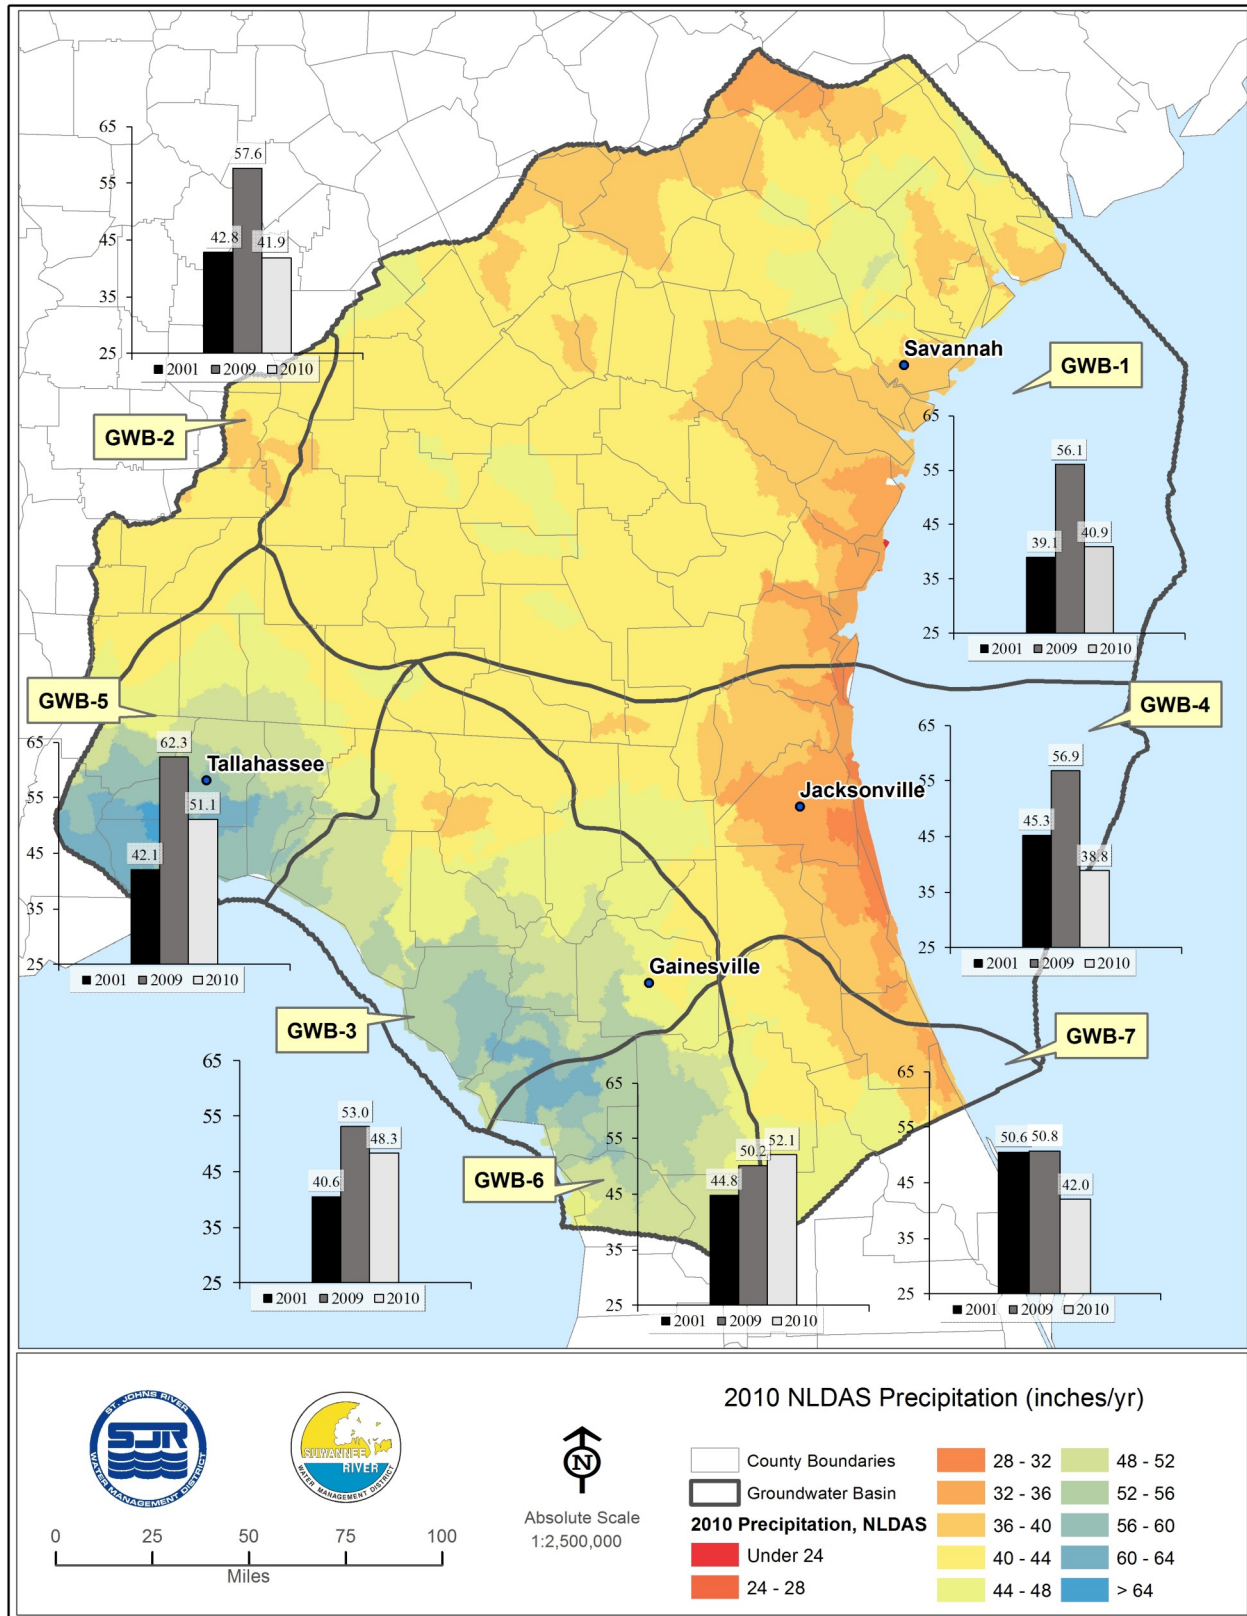 65
57.6
55
45
42.8
41.9
35
25
2001 2009 2010
Savannah
GWB-1
GWB-2
65
56.1
55
45
40.9
39.1
35
25
2001 2009 2010
GWB-5
GWB-4
65
62.3
55
51.1
45
42.1
35
25
2001 2009 2010
Tallahassee
Jacksonville
65
56.9
55
45.3
45
38.8
35
25
2001 2009 2010
Gainesville
GWB-3
GWB-7
65
53.0
55
48.3
45
40.6
35
25
2001 2009 2010
GWB-6
65
55
52.1
50.2
44.8
45
35
25
2001 2009 2010
65
55
50.6
50.8
45
42.0
35
25
2001 2009 2010
ST. JOHNS RIVER
SJR
WATER MANAGEMENT DISTRICT
SUWANNEE
RIVER
WATER MANAGEMENT DISTRICT
N
Absolute Scale
1:2,500,000
0 25 50 75 100
Miles
2010 NLDAS Precipitation (inches/yr)
County Boundaries
Groundwater Basin
2010 Precipitation, NLDAS
Under 24
24 - 28
28 - 32
32 - 36
36 - 40
40 - 44
44 - 48
48 - 52
52 - 56
56 - 60
60 - 64
> 64